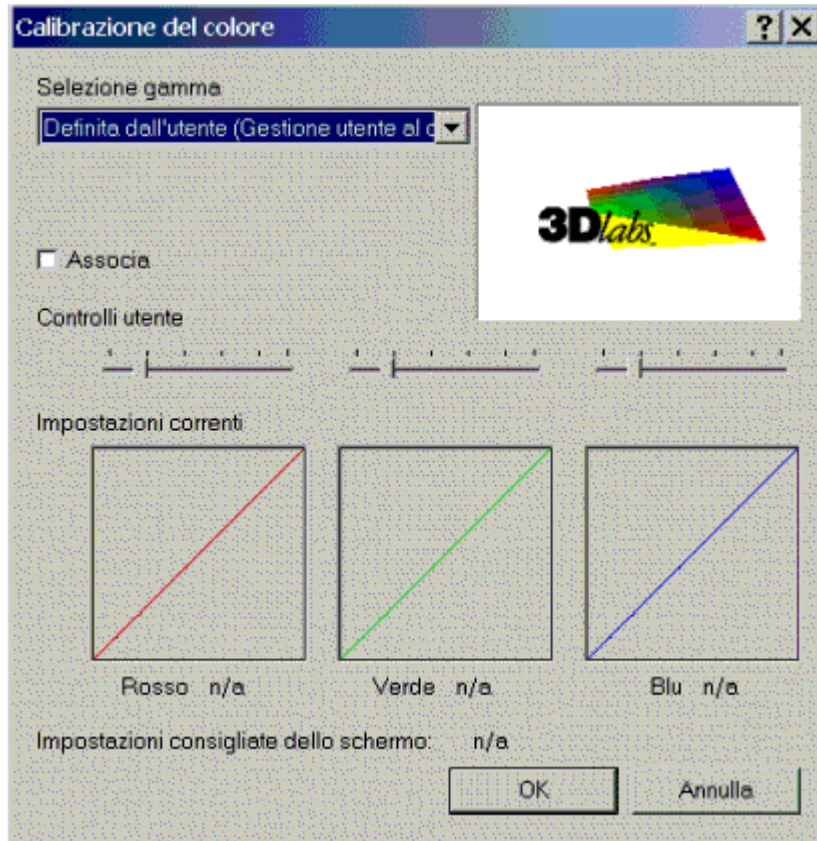 Calibrazione del colore
Selezione gamma
Definita dall'utente (Gestione utente al
3Dlabs
Associa
Controlli utente
Impostazioni correnti
Rosso n/a Verde n/a Blu n/a
Impostazioni consigliate dello schermo: n/a
OK Annulla